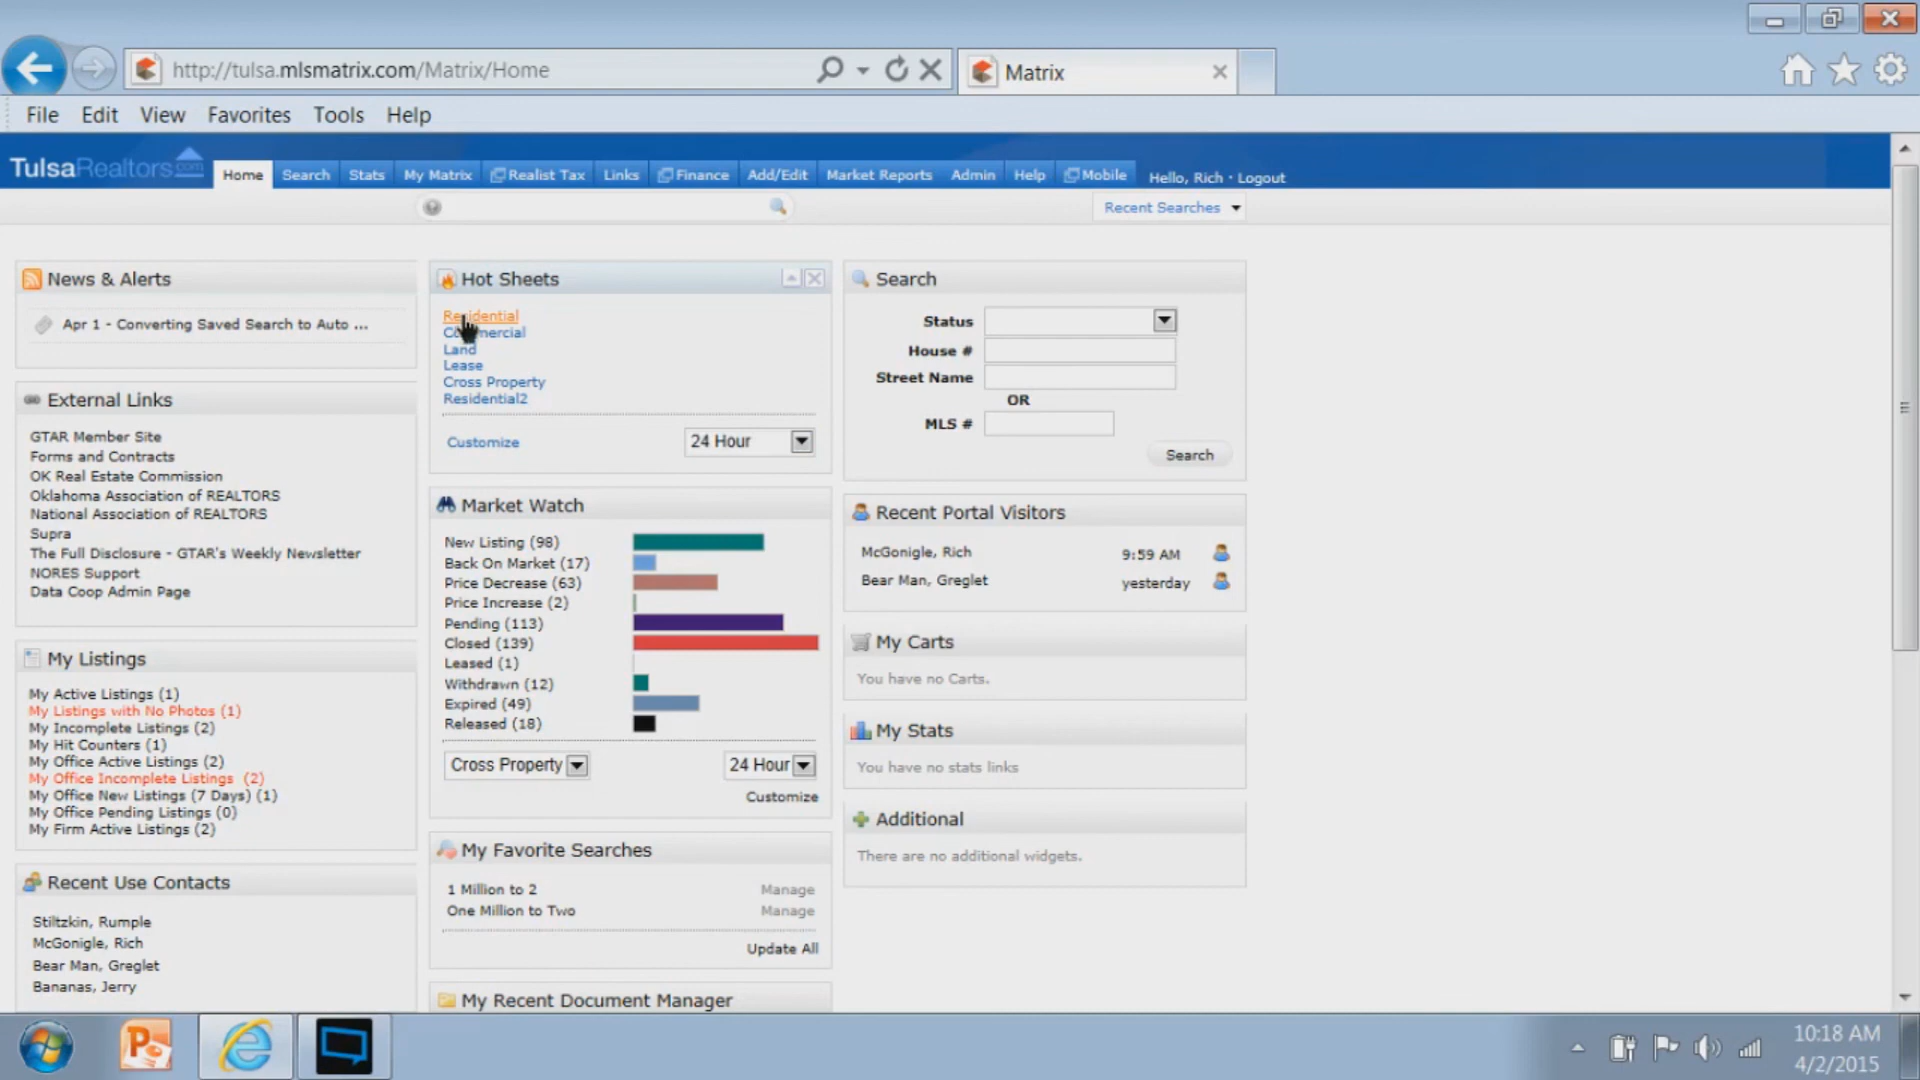 http://tulsa.mlsmatrix.com/Matrix/Home
Matrix
File Edit View Favorites Tools Help
TulsaRealtors.com
Home Search Stats My Matrix Realist Tax Links Finance Add/Edit Market Reports Admin Help Mobile Hello, Rich · Logout
Recent Searches
News & Alerts
Apr 1 - Converting Saved Search to Auto ...
External Links
GTAR Member Site
Forms and Contracts
OK Real Estate Commission
Oklahoma Association of REALTORS
National Association of REALTORS
Supra
The Full Disclosure - GTAR's Weekly Newsletter
NORES Support
Data Coop Admin Page
My Listings
My Active Listings (1)
My Listings with No Photos (1)
My Incomplete Listings (2)
My Hit Counters (1)
My Office Active Listings (2)
My Office Incomplete Listings (2)
My Office New Listings (7 Days) (1)
My Office Pending Listings (0)
My Firm Active Listings (2)
Recent Use Contacts
Stiltzkin, Rumple
McGonigle, Rich
Bear Man, Greglet
Bananas, Jerry
Hot Sheets
Residential
Commercial
Land
Lease
Cross Property
Residential2
Customize 24 Hour
Market Watch
New Listing (98)
Back On Market (17)
Price Decrease (63)
Price Increase (2)
Pending (113)
Closed (139)
Leased (1)
Withdrawn (12)
Expired (49)
Released (18)
Cross Property 24 Hour
Customize
My Favorite Searches
1 Million to 2 Manage
One Million to Two Manage
Update All
My Recent Document Manager
Search
Status
House #
Street Name
OR
MLS #
Search
Recent Portal Visitors
McGonigle, Rich 9:59 AM
Bear Man, Greglet yesterday
My Carts
You have no Carts.
My Stats
You have no stats links
Additional
There are no additional widgets.
10:18 AM
4/2/2015